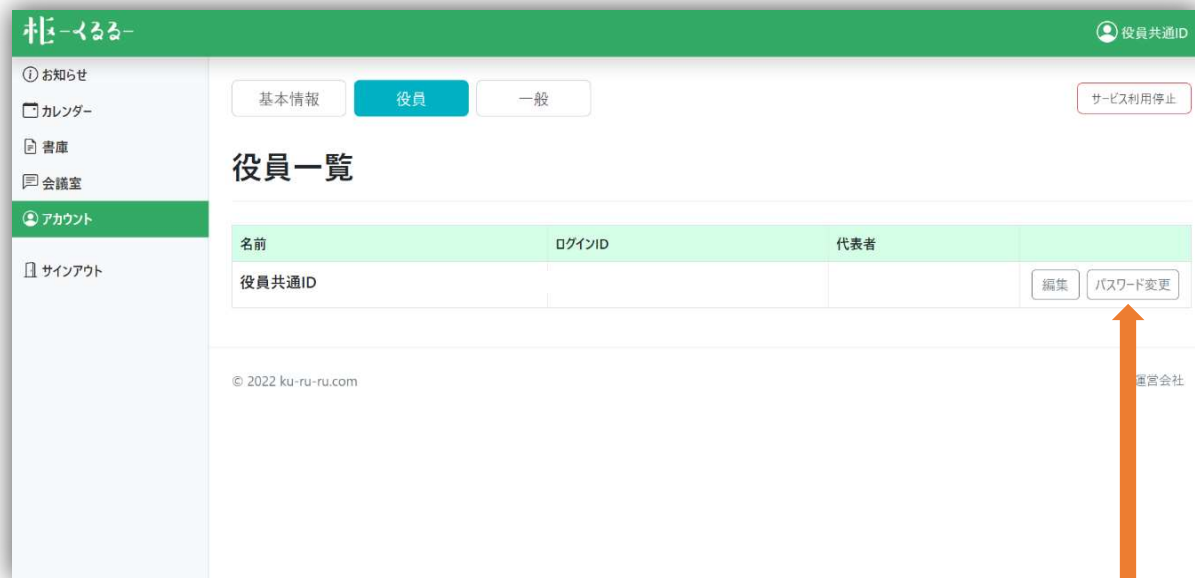 枢-くるる-
役員共通ID
お知らせ
カレンダー
書庫
会議室
アカウント
サインアウト
基本情報 役員 一般
サービス利用停止
役員一覧
名前 ログインID 代表者
役員共通ID 編集 パスワード変更
© 2022 ku-ru-ru.com
運営会社